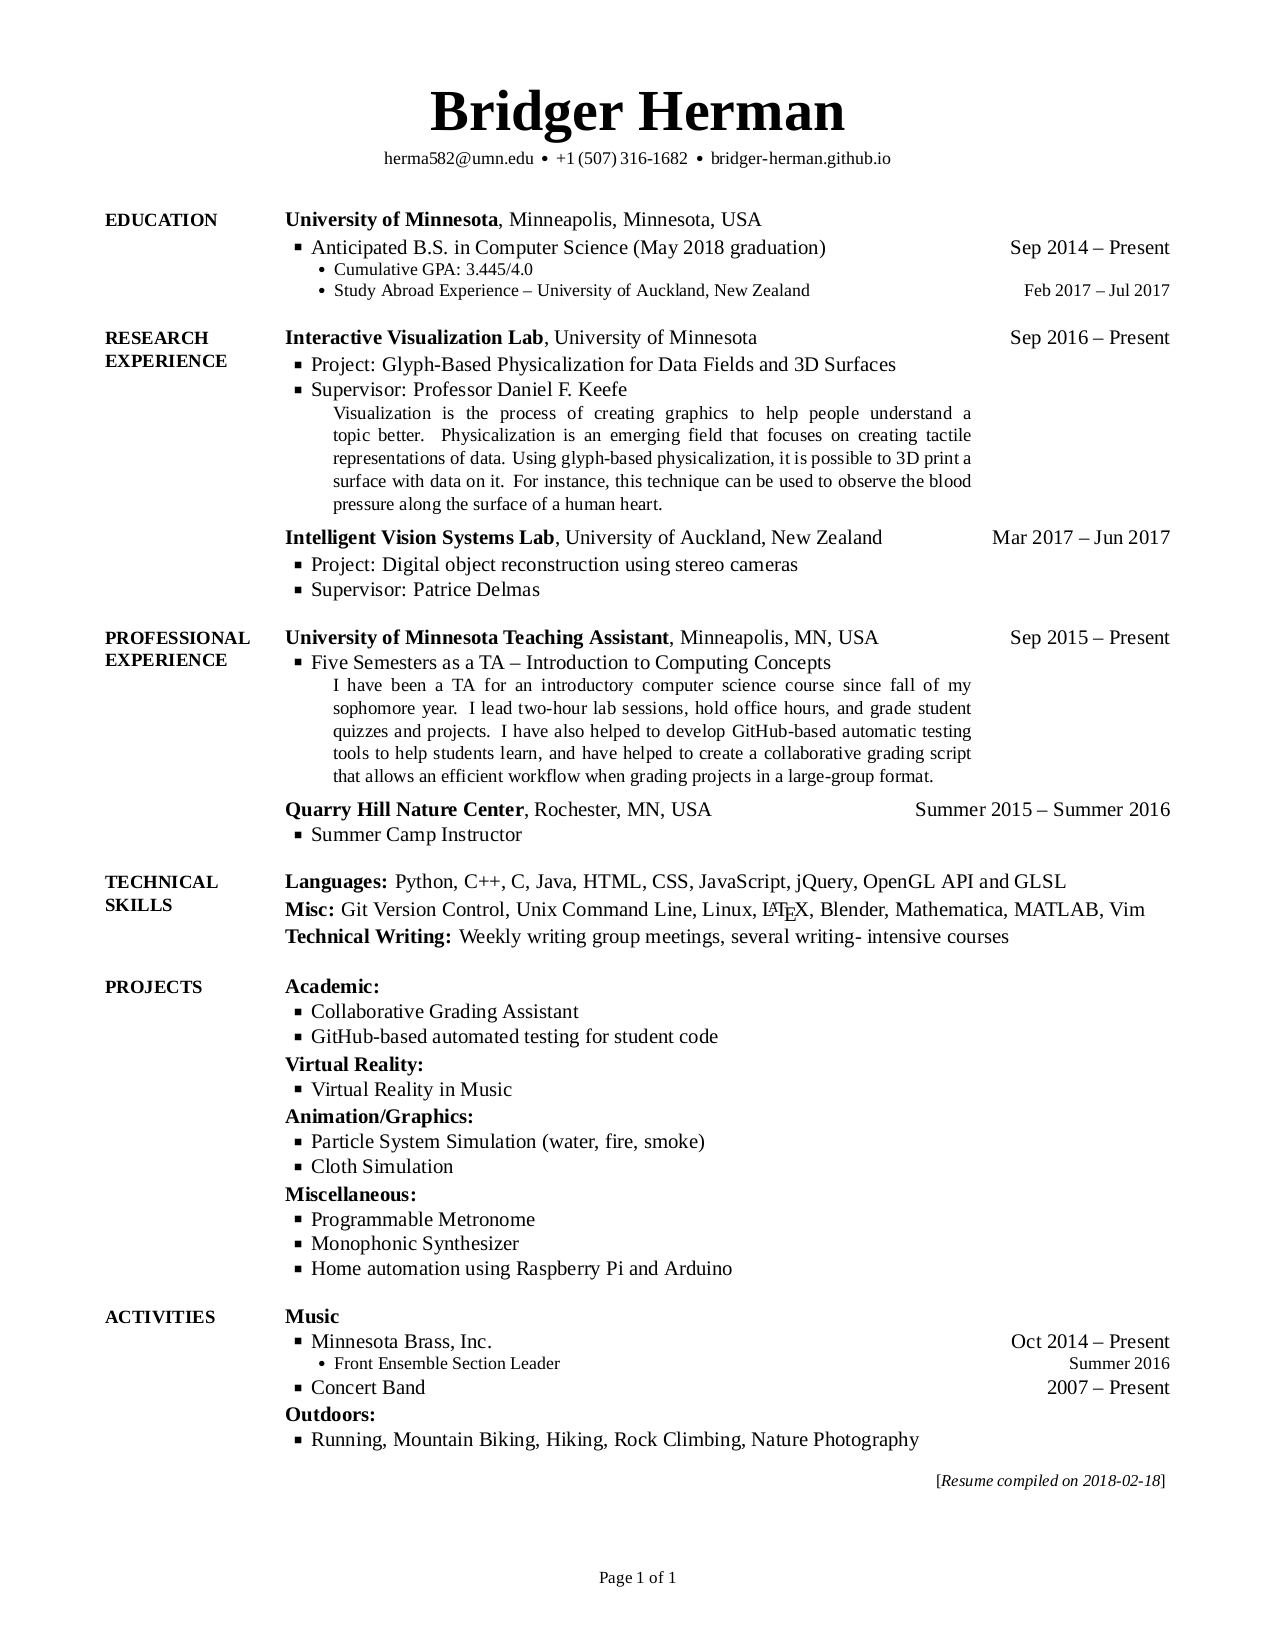 Bridger Herman
herma582@umn.edu • +1 (507) 316-1682 • bridger-herman.github.io
EDUCATION
University of Minnesota, Minneapolis, Minnesota, USA
▪ Anticipated B.S. in Computer Science (May 2018 graduation) Sep 2014 – Present
• Cumulative GPA: 3.445/4.0
• Study Abroad Experience – University of Auckland, New Zealand Feb 2017 – Jul 2017
RESEARCH
EXPERIENCE
Interactive Visualization Lab, University of Minnesota Sep 2016 – Present
▪ Project: Glyph-Based Physicalization for Data Fields and 3D Surfaces
▪ Supervisor: Professor Daniel F. Keefe
Visualization is the process of creating graphics to help people understand a
topic better. Physicalization is an emerging field that focuses on creating tactile
representations of data. Using glyph-based physicalization, it is possible to 3D print a
surface with data on it. For instance, this technique can be used to observe the blood
pressure along the surface of a human heart.
Intelligent Vision Systems Lab, University of Auckland, New Zealand Mar 2017 – Jun 2017
▪ Project: Digital object reconstruction using stereo cameras
▪ Supervisor: Patrice Delmas
PROFESSIONAL
EXPERIENCE
University of Minnesota Teaching Assistant, Minneapolis, MN, USA Sep 2015 – Present
▪ Five Semesters as a TA – Introduction to Computing Concepts
I have been a TA for an introductory computer science course since fall of my
sophomore year. I lead two-hour lab sessions, hold office hours, and grade student
quizzes and projects. I have also helped to develop GitHub-based automatic testing
tools to help students learn, and have helped to create a collaborative grading script
that allows an efficient workflow when grading projects in a large-group format.
Quarry Hill Nature Center, Rochester, MN, USA Summer 2015 – Summer 2016
▪ Summer Camp Instructor
TECHNICAL
SKILLS
Languages: Python, C++, C, Java, HTML, CSS, JavaScript, jQuery, OpenGL API and GLSL
Misc: Git Version Control, Unix Command Line, Linux, LATEX, Blender, Mathematica, MATLAB, Vim
Technical Writing: Weekly writing group meetings, several writing- intensive courses
PROJECTS
Academic:
▪ Collaborative Grading Assistant
▪ GitHub-based automated testing for student code
Virtual Reality:
▪ Virtual Reality in Music
Animation/Graphics:
▪ Particle System Simulation (water, fire, smoke)
▪ Cloth Simulation
Miscellaneous:
▪ Programmable Metronome
▪ Monophonic Synthesizer
▪ Home automation using Raspberry Pi and Arduino
ACTIVITIES
Music
▪ Minnesota Brass, Inc. Oct 2014 – Present
• Front Ensemble Section Leader Summer 2016
▪ Concert Band 2007 – Present
Outdoors:
▪ Running, Mountain Biking, Hiking, Rock Climbing, Nature Photography
[Resume compiled on 2018-02-18]
Page 1 of 1